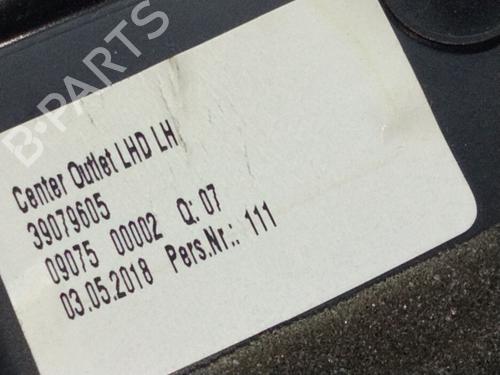 B-PARTS
Center Outlet LHD LH
39079605
09075 00002 Q: 07
03.05.2018 Pers.Nr.: 111